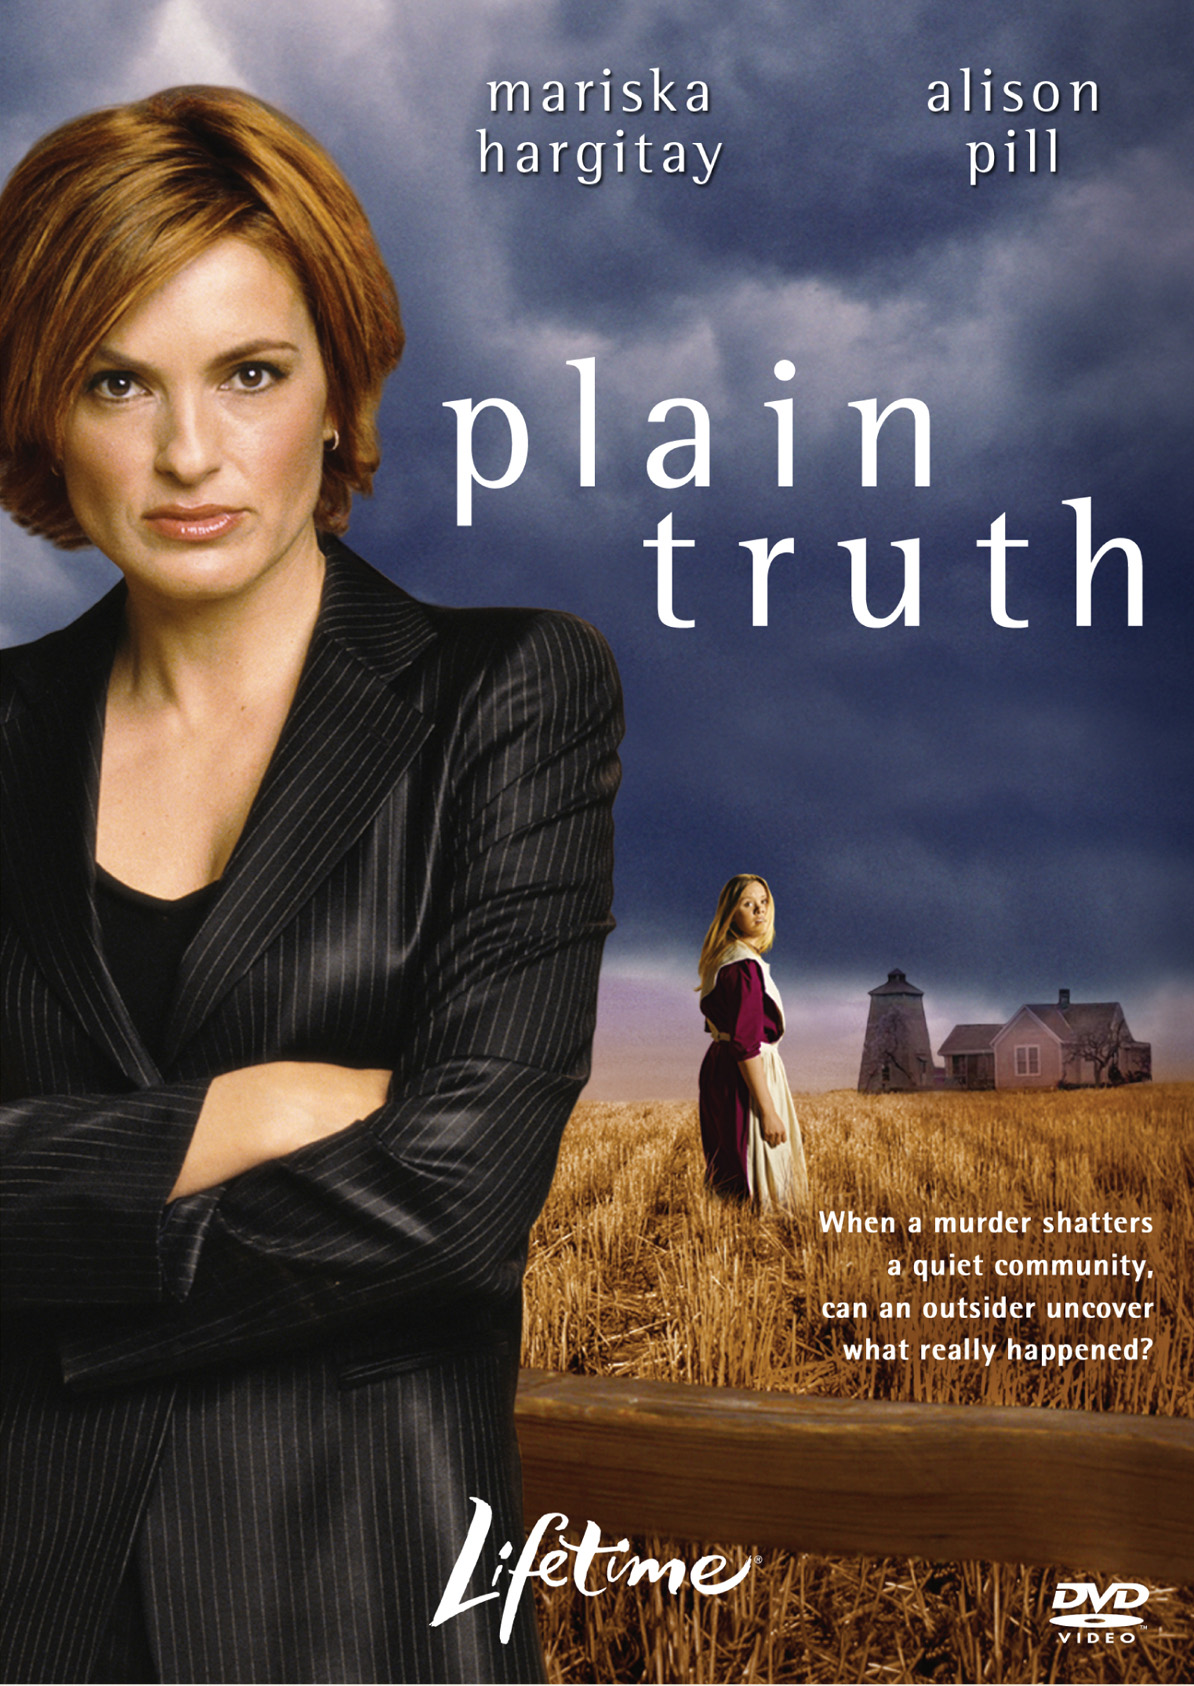 mariska
hargitay
alison
pill
plain
truth
When a murder shatters
a quiet community,
can an outsider uncover
what really happened?
Lifetime®
DVD
VIDEO™